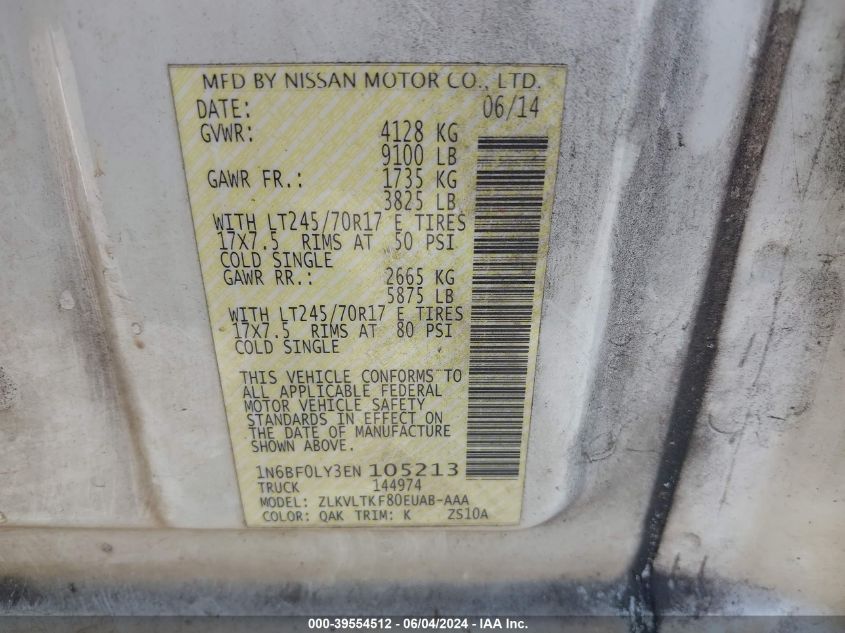 MFD BY NISSAN MOTOR CO., LTD.
DATE: 06/14
GVWR: 4128 KG
9100 LB
GAWR FR.: 1735 KG
3825 LB
WITH LT245/70R17 E TIRES
17X7.5 RIMS AT 50 PSI
COLD SINGLE
GAWR RR.: 2665 KG
5875 LB
WITH LT245/70R17 E TIRES
17X7.5 RIMS AT 80 PSI
COLD SINGLE
THIS VEHICLE CONFORMS TO
ALL APPLICABLE FEDERAL
MOTOR VEHICLE SAFETY
STANDARDS IN EFFECT ON
THE DATE OF MANUFACTURE
SHOWN ABOVE.
1N6BF0LY3EN 105213
TRUCK 144974
MODEL: ZLKVLTKF80EUAB-AAA
COLOR: QAK TRIM: K ZS10A
000-39554512 - 06/04/2024 - IAA Inc.